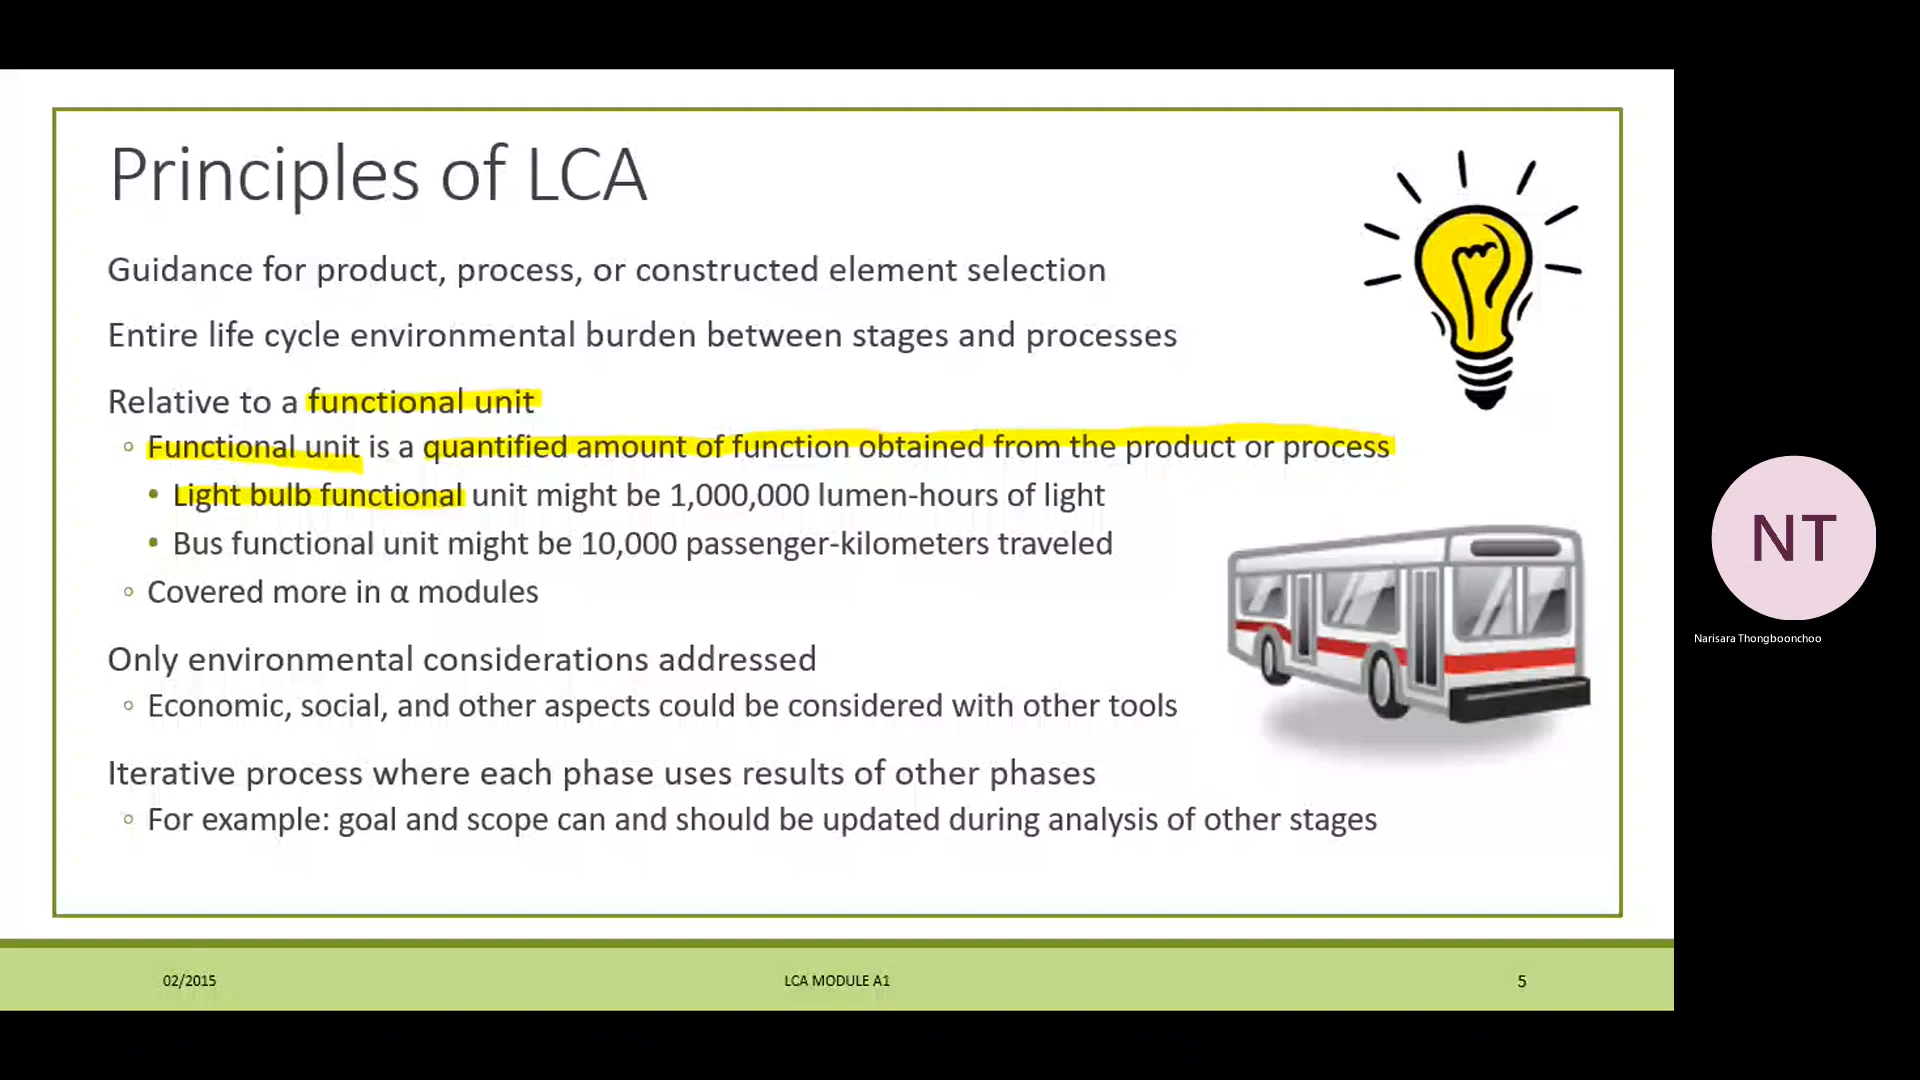 Principles of LCA
Guidance for product, process, or constructed element selection
Entire life cycle environmental burden between stages and processes
Relative to a functional unit
◦ Functional unit is a quantified amount of function obtained from the product or process
• Light bulb functional unit might be 1,000,000 lumen-hours of light
• Bus functional unit might be 10,000 passenger-kilometers traveled
◦ Covered more in α modules
Only environmental considerations addressed
◦ Economic, social, and other aspects could be considered with other tools
Iterative process where each phase uses results of other phases
◦ For example: goal and scope can and should be updated during analysis of other stages
02/2015
LCA MODULE A1
5
NT
Narisara Thongboonchoo